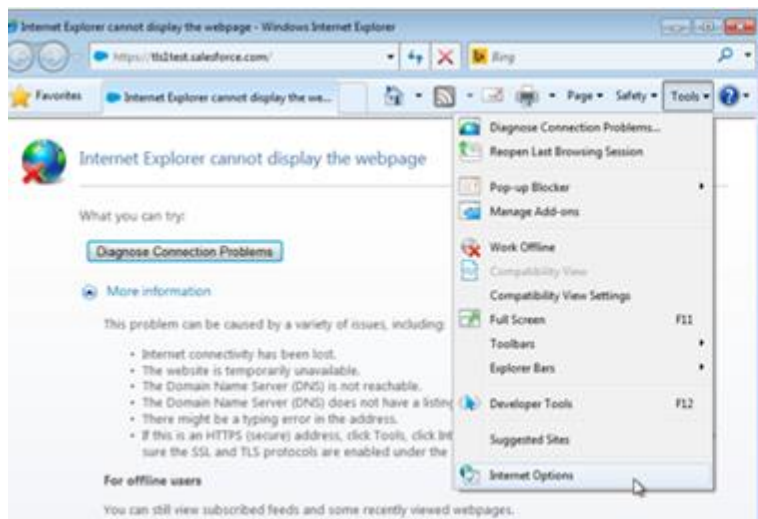 Internet Explorer cannot display the webpage - Windows Internet Explorer
https://tls1test.salesforce.com/
Bing
Favorites
Internet Explorer cannot display the we...
Page
Safety
Tools
Diagnose Connection Problems...
Reopen Last Browsing Session
Pop-up Blocker
Manage Add-ons
Work Offline
Compatibility View
Compatibility View Settings
Full Screen F11
Toolbars
Explorer Bars
Developer Tools F12
Suggested Sites
Internet Options
Internet Explorer cannot display the webpage
What you can try:
Diagnose Connection Problems
More information
This problem can be caused by a variety of issues, including:
• Internet connectivity has been lost.
• The website is temporarily unavailable.
• The Domain Name Server (DNS) is not reachable.
• The Domain Name Server (DNS) does not have a listing
• There might be a typing error in the address.
• If this is an HTTPS (secure) address, click Tools, click Int
sure the SSL and TLS protocols are enabled under the
For offline users
You can still view subscribed feeds and some recently viewed webpages.